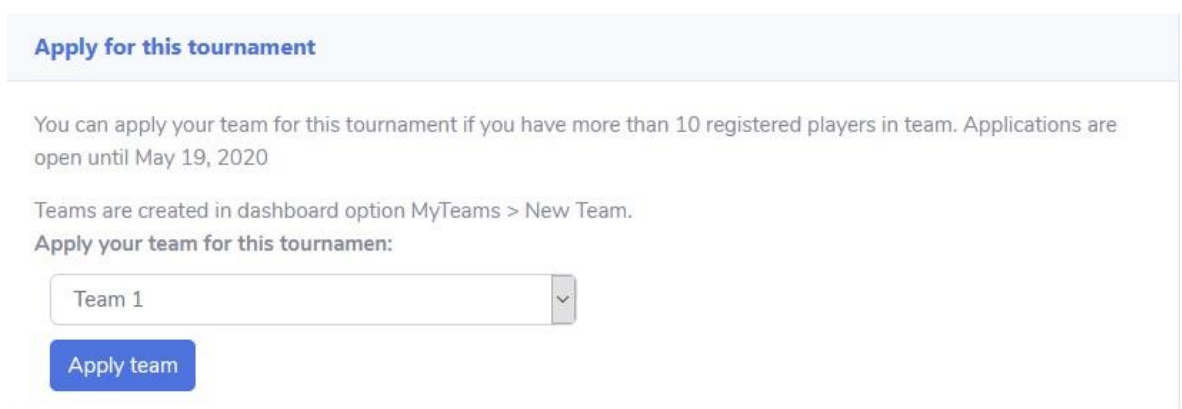 Apply for this tournament
You can apply your team for this tournament if you have more than 10 registered players in team. Applications are
open until May 19, 2020
Teams are created in dashboard option MyTeams > New Team.
Apply your team for this tournamen:
Team 1
Apply team